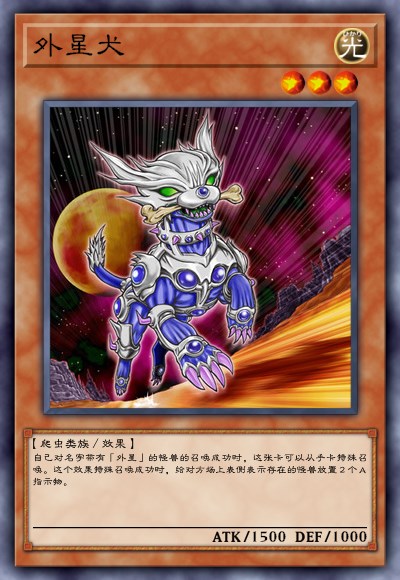 外星犬
光
【爬虫类族／效果】
自己对名字带有「外星」的怪兽的召唤成功时，这张卡可以从手卡特殊召
唤。这个效果特殊召唤成功时，给对方场上表侧表示存在的怪兽放置２个A
指示物。
ATK/1500 DEF/1000